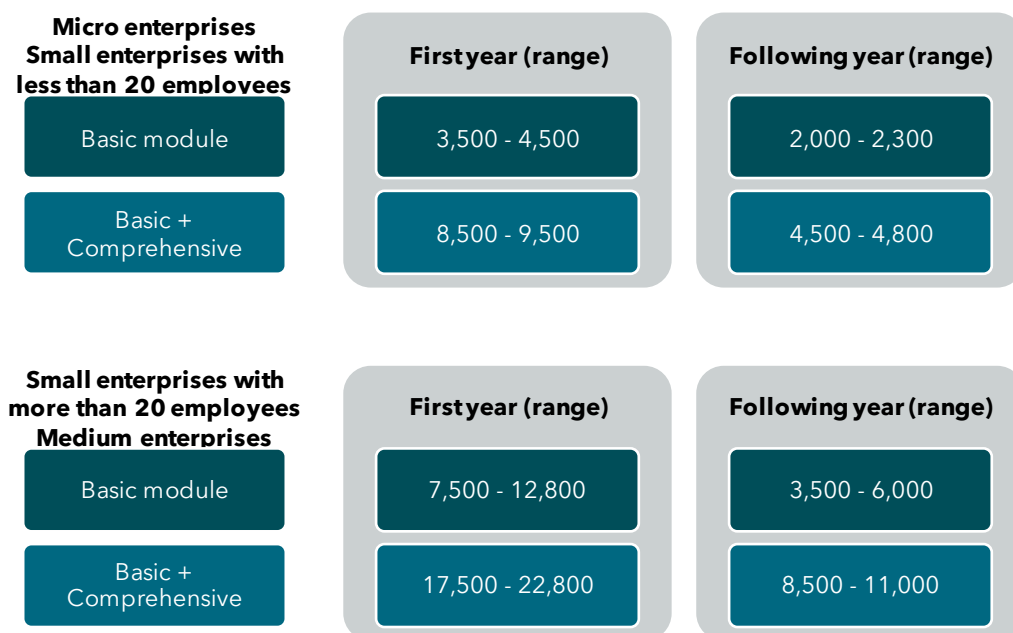 Micro enterprises
Small enterprises with
less than 20 employees
First year (range)
Following year (range)
Basic module
3,500 - 4,500
2,000 - 2,300
Basic +
Comprehensive
8,500 - 9,500
4,500 - 4,800
Small enterprises with
more than 20 employees
Medium enterprises
First year (range)
Following year (range)
Basic module
7,500 - 12,800
3,500 - 6,000
Basic +
Comprehensive
17,500 - 22,800
8,500 - 11,000